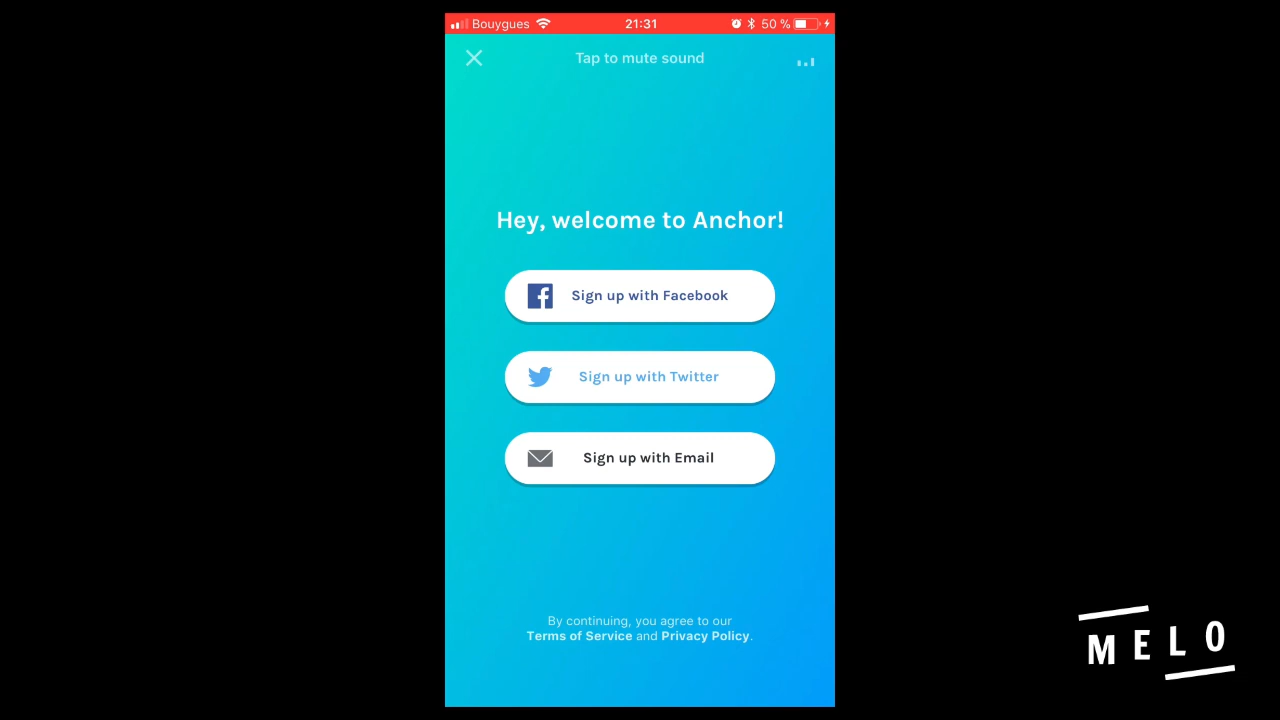 Bouygues 21:31 50 %
Tap to mute sound
Hey, welcome to Anchor!
Sign up with Facebook
Sign up with Twitter
Sign up with Email
By continuing, you agree to our
Terms of Service and Privacy Policy.
MELO